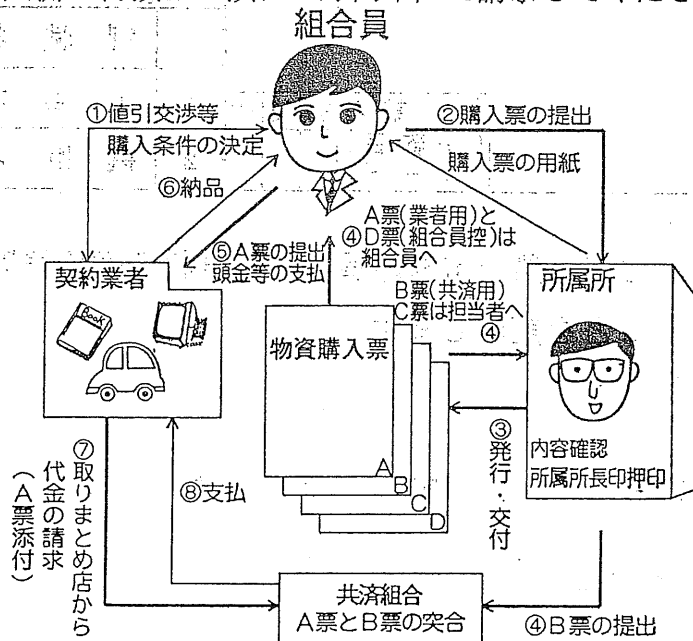 組合員
①値引交渉等
購入条件の決定
②購入票の提出
購入票の用紙
⑥納品
⑤A票の提出
頭金等の支払
A票(業者用)と
④D票(組合員控)は
組合員へ
B票(共済用)
C票は担当者へ
④
契約業者
Book
物資購入票
A
B
C
D
所属所
内容確認
所属所長印押印
③発行・交付
⑦取りまとめ店から
代金の請求
(A票添付)
⑧支払
共済組合
A票とB票の突合
④B票の提出